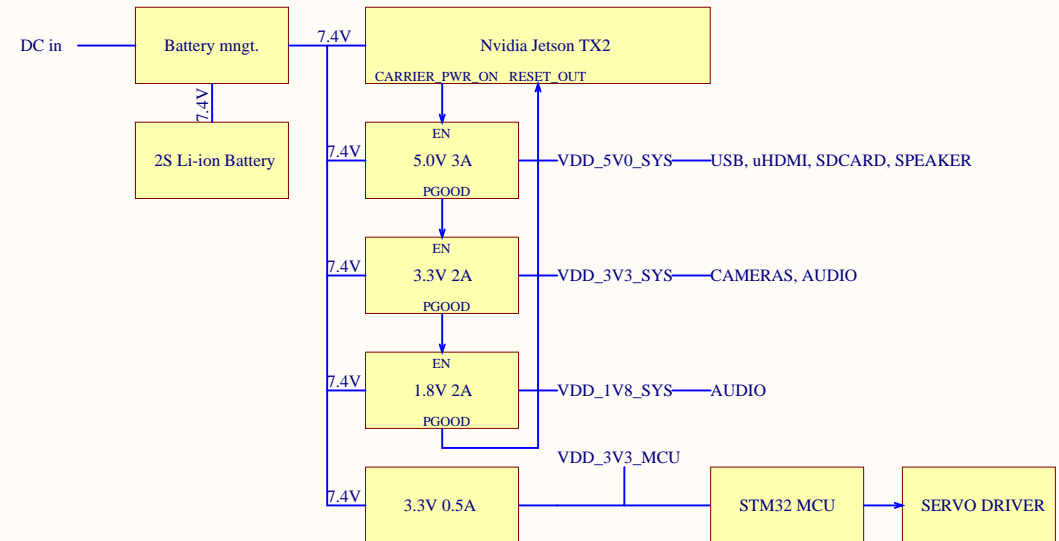 DC in
Battery mngt.
7.4V
Nvidia Jetson TX2
CARRIER_PWR_ON RESET_OUT
7.4V
2S Li-ion Battery
EN
7.4V
5.0V 3A
VDD_5V0_SYS
USB, uHDMI, SDCARD, SPEAKER
PGOOD
EN
7.4V
3.3V 2A
VDD_3V3_SYS
CAMERAS, AUDIO
PGOOD
EN
7.4V
1.8V 2A
VDD_1V8_SYS
AUDIO
PGOOD
VDD_3V3_MCU
7.4V
3.3V 0.5A
STM32 MCU
SERVO DRIVER